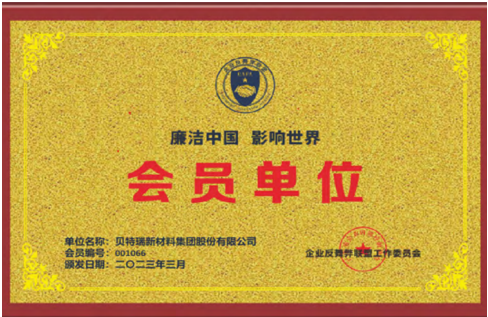 廉洁中国 影响世界
会员单位
单位名称：贝特瑞新材料集团股份有限公司
会员编号：001066
颁发日期：二〇二三年三月
企业反舞弊联盟工作委员会